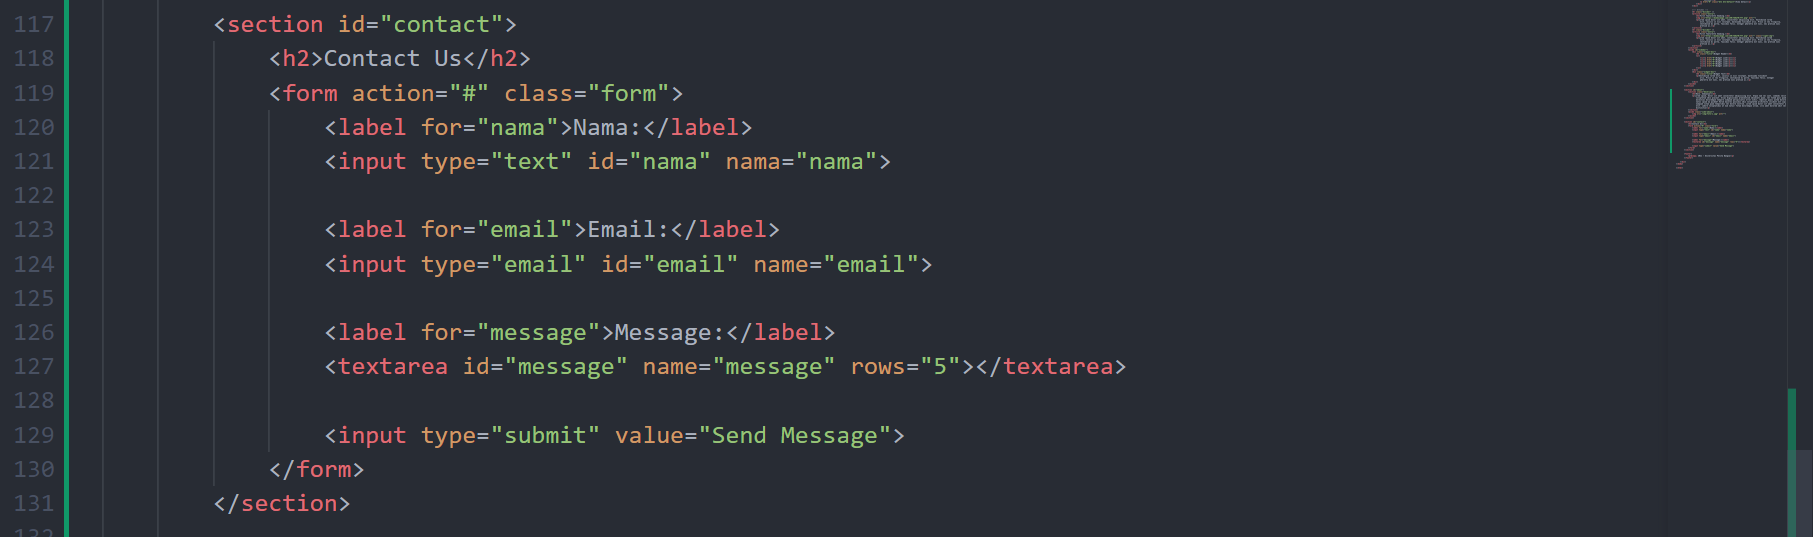 117 <section id="contact">
118 <h2>Contact Us</h2>
119 <form action="#" class="form">
120 <label for="nama">Nama:</label>
121 <input type="text" id="nama" nama="nama">
122
123 <label for="email">Email:</label>
124 <input type="email" id="email" name="email">
125
126 <label for="message">Message:</label>
127 <textarea id="message" name="message" rows="5"></textarea>
128
129 <input type="submit" value="Send Message">
130 </form>
131 </section>
132